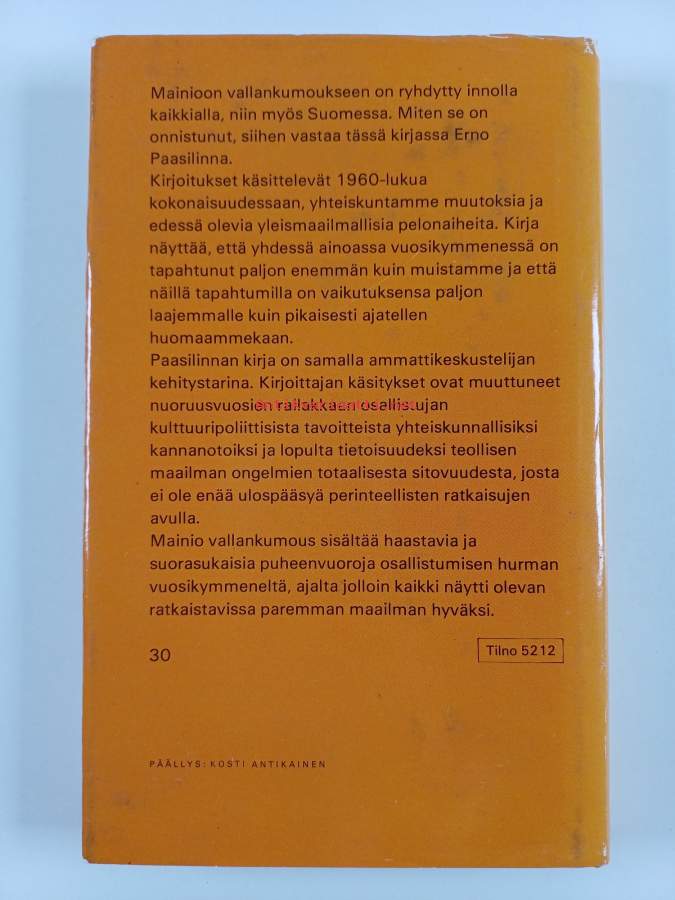 Mainioon vallankumoukseen on ryhdytty innolla
kaikkialla, niin myös Suomessa. Miten se on
onnistunut, siihen vastaa tässä kirjassa Erno
Paasilinna.
Kirjoitukset käsittelevät 1960-lukua
kokonaisuudessaan, yhteiskuntamme muutoksia ja
edessä olevia yleismaailmallisia pelonaiheita. Kirja
näyttää, että yhdessä ainoassa vuosikymmenessä on
tapahtunut paljon enemmän kuin muistamme ja että
näillä tapahtumilla on vaikutuksensa paljon
laajemmalle kuin pikaisesti ajatellen
huomaammekaan.
Paasilinnan kirja on samalla ammattikeskustelijan
kehitystarina. Kirjoittajan käsitykset ovat muuttuneet
nuoruusvuosien osallistujan
kulttuuripoliittisista tavoitteista yhteiskunnallisiksi
kannanotoiksi ja lopulta tietoisuudeksi teollisen
maailman ongelmien totaalisesta sitovuudesta, josta
ei ole enää ulospääsyä perinteellisten ratkaisujen
avulla.
Mainio vallankumous sisältää haastavia ja
suorasukaisia puheenvuoroja osallistumisen hurman
vuosikymmeneltä, ajalta jolloin kaikki näytti olevan
ratkaistavissa paremman maailman hyväksi.
30
Tilno 5212
PÄÄLLYS: KOSTI ANTIKAINEN